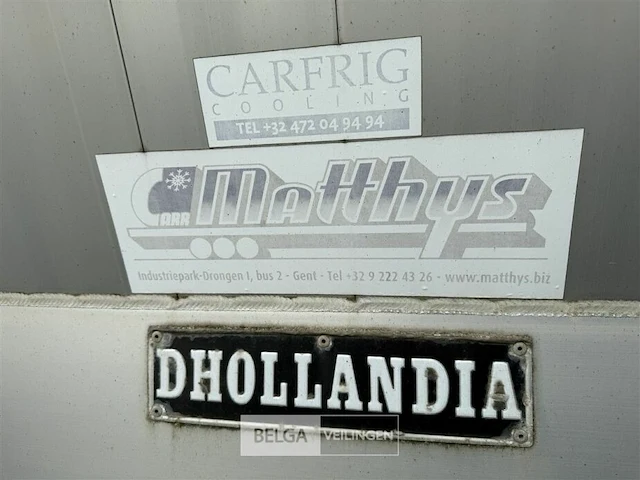 CARFRIG
COOLING
TEL +32 472 04 94 94
CARR Matthys
Industriepark-Drongen 1, bus 2 - Gent - Tel +32 9 222 43 26 - www.matthys.biz
DHOLLANDIA
BELGA VEILINGEN